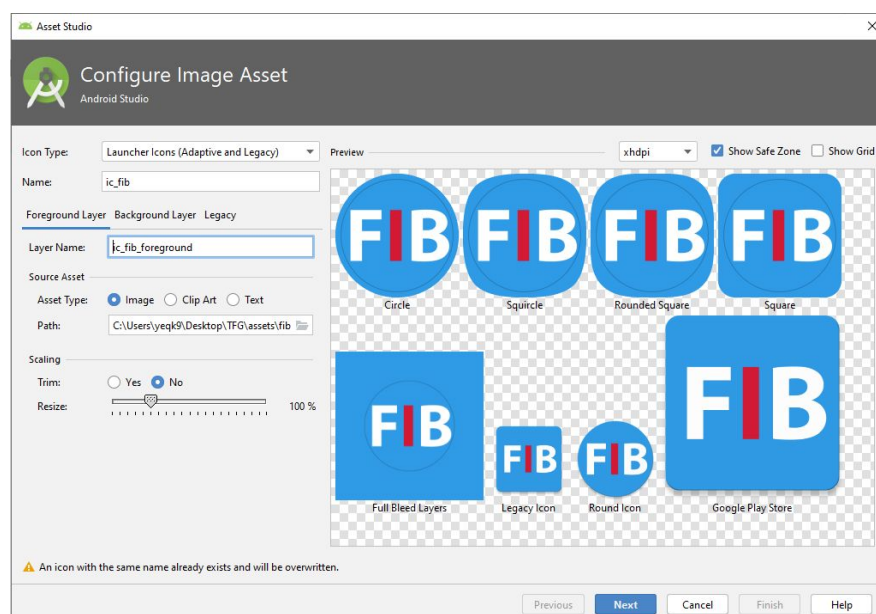 Asset Studio
Configure Image Asset
Android Studio
Icon Type: Launcher Icons (Adaptive and Legacy)
Name: ic_fib
Foreground Layer Background Layer Legacy
Layer Name: ic_fib_foreground
Source Asset
Asset Type: Image Clip Art Text
Path: C:\Users\yeqk9\Desktop\TFG\assets\fib
Scaling
Trim: Yes No
Resize: 100 %
Preview xhdpi Show Safe Zone Show Grid
FIB FIB FIB FIB
Circle Squircle Rounded Square Square
FIB FIB FIB FIB
Full Bleed Layers Legacy Icon Round Icon Google Play Store
An icon with the same name already exists and will be overwritten.
Previous Next Cancel Finish Help